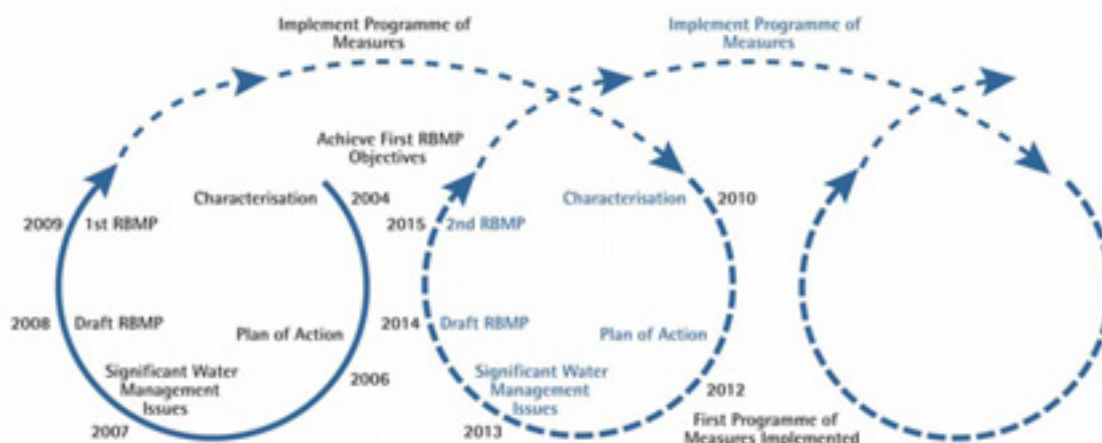 Implement Programme of
Measures
Implement Programme of
Measures
Achieve First RBMP
Objectives
Characterisation
2004
2009
1st RBMP
2008
Draft RBMP
Plan of Action
2006
Significant Water
Management
Issues
2007
Characterisation
2010
2015
2nd RBMP
2014
Draft RBMP
Plan of Action
2012
Significant Water
Management
Issues
2013
First Programme of
Measures Implemented